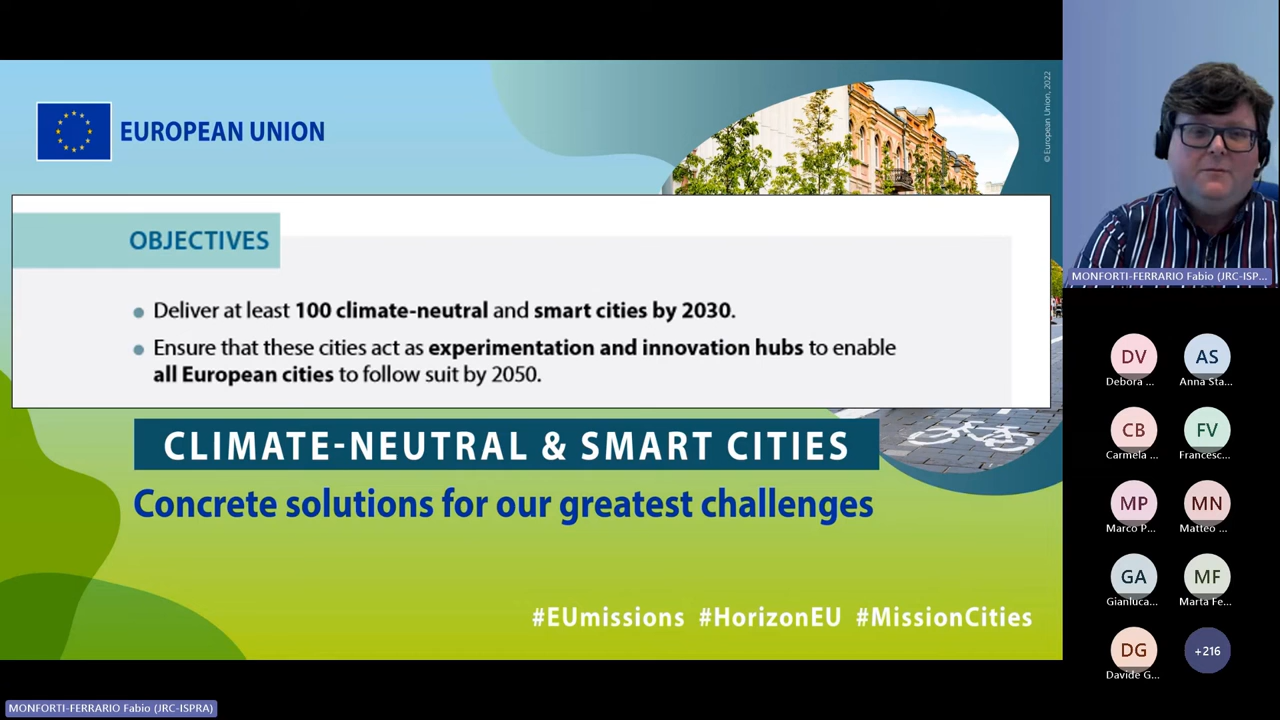 EUROPEAN UNION
© European Union, 2022
OBJECTIVES
Deliver at least 100 climate-neutral and smart cities by 2030.
Ensure that these cities act as experimentation and innovation hubs to enable
all European cities to follow suit by 2050.
CLIMATE-NEUTRAL & SMART CITIES
Concrete solutions for our greatest challenges
#EUmissions #HorizonEU #MissionCities
MONFORTI-FERRARIO Fabio (JRC-ISPRA)
MONFORTI-FERRARIO Fabio (JRC-ISP...
DV
Debora ...
AS
Anna Sta...
CB
Carmela ...
FV
Francesc...
MP
Marco P...
MN
Matteo ...
GA
Gianluca...
MF
Marta Fe...
DG
Davide G...
+216